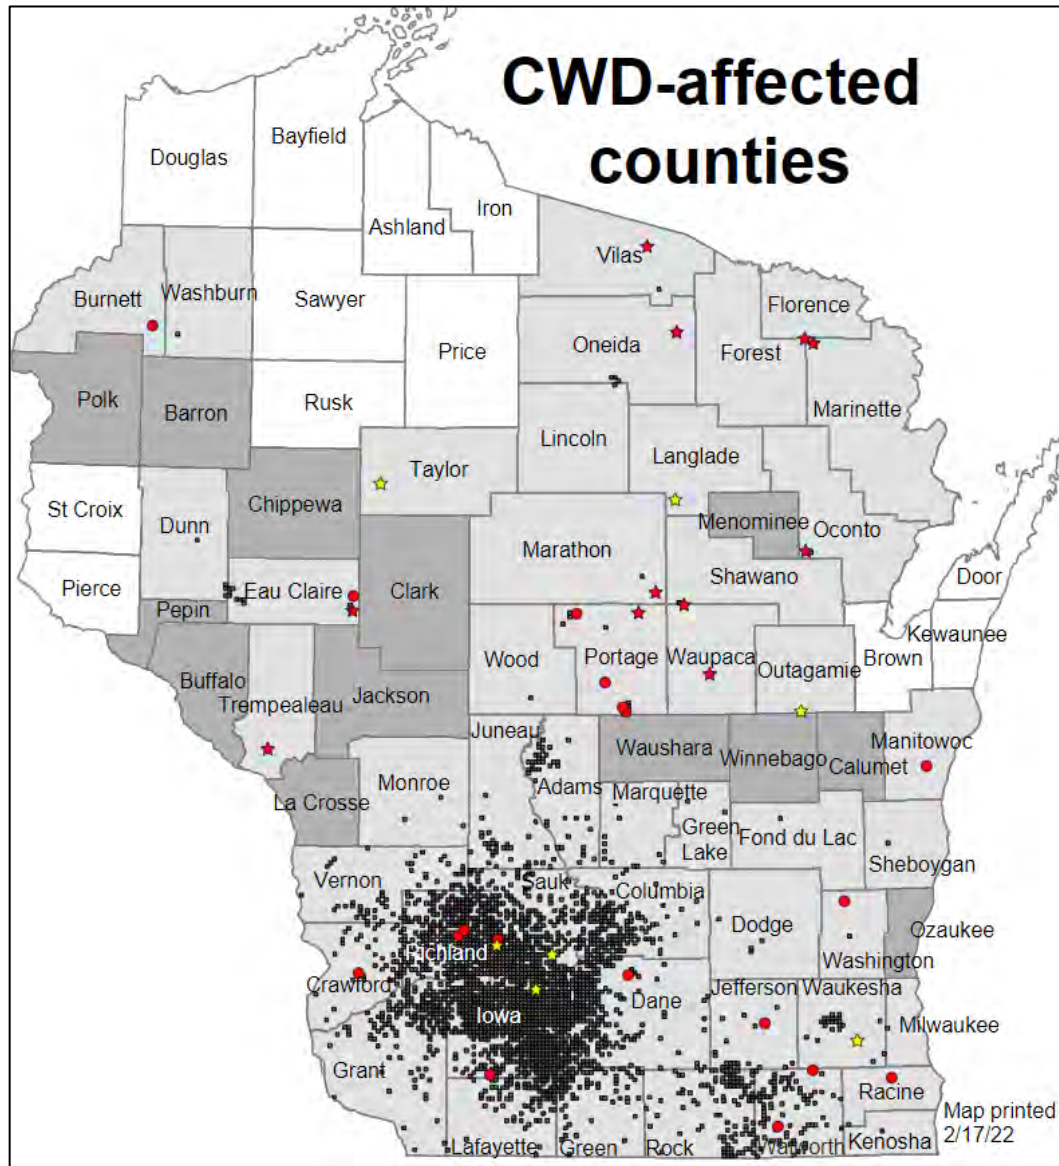 CWD-affected
counties
Douglas
Bayfield
Ashland
Iron
Vilas
Burnett
Washburn
Sawyer
Florence
Price
Oneida
Forest
Polk
Barron
Rusk
Marinette
Lincoln
Taylor
Langlade
St Croix
Dunn
Chippewa
Menominee
Oconto
Marathon
Shawano
Door
Pierce
Eau Claire
Clark
Pepin
Kewaunee
Wood
Portage
Waupaca
Outagamie
Brown
Buffalo
Trempealeau
Jackson
Juneau
Waushara
Winnebago
Manitowoc
Calumet
Monroe
Adams
Marquette
La Crosse
Green
Lake
Fond du Lac
Sheboygan
Vernon
Sauk
Columbia
Dodge
Ozaukee
Richland
Washington
Crawford
Dane
Jefferson
Waukesha
Iowa
Milwaukee
Grant
Racine
Map printed
2/17/22
Lafayette
Green
Rock
Walworth
Kenosha